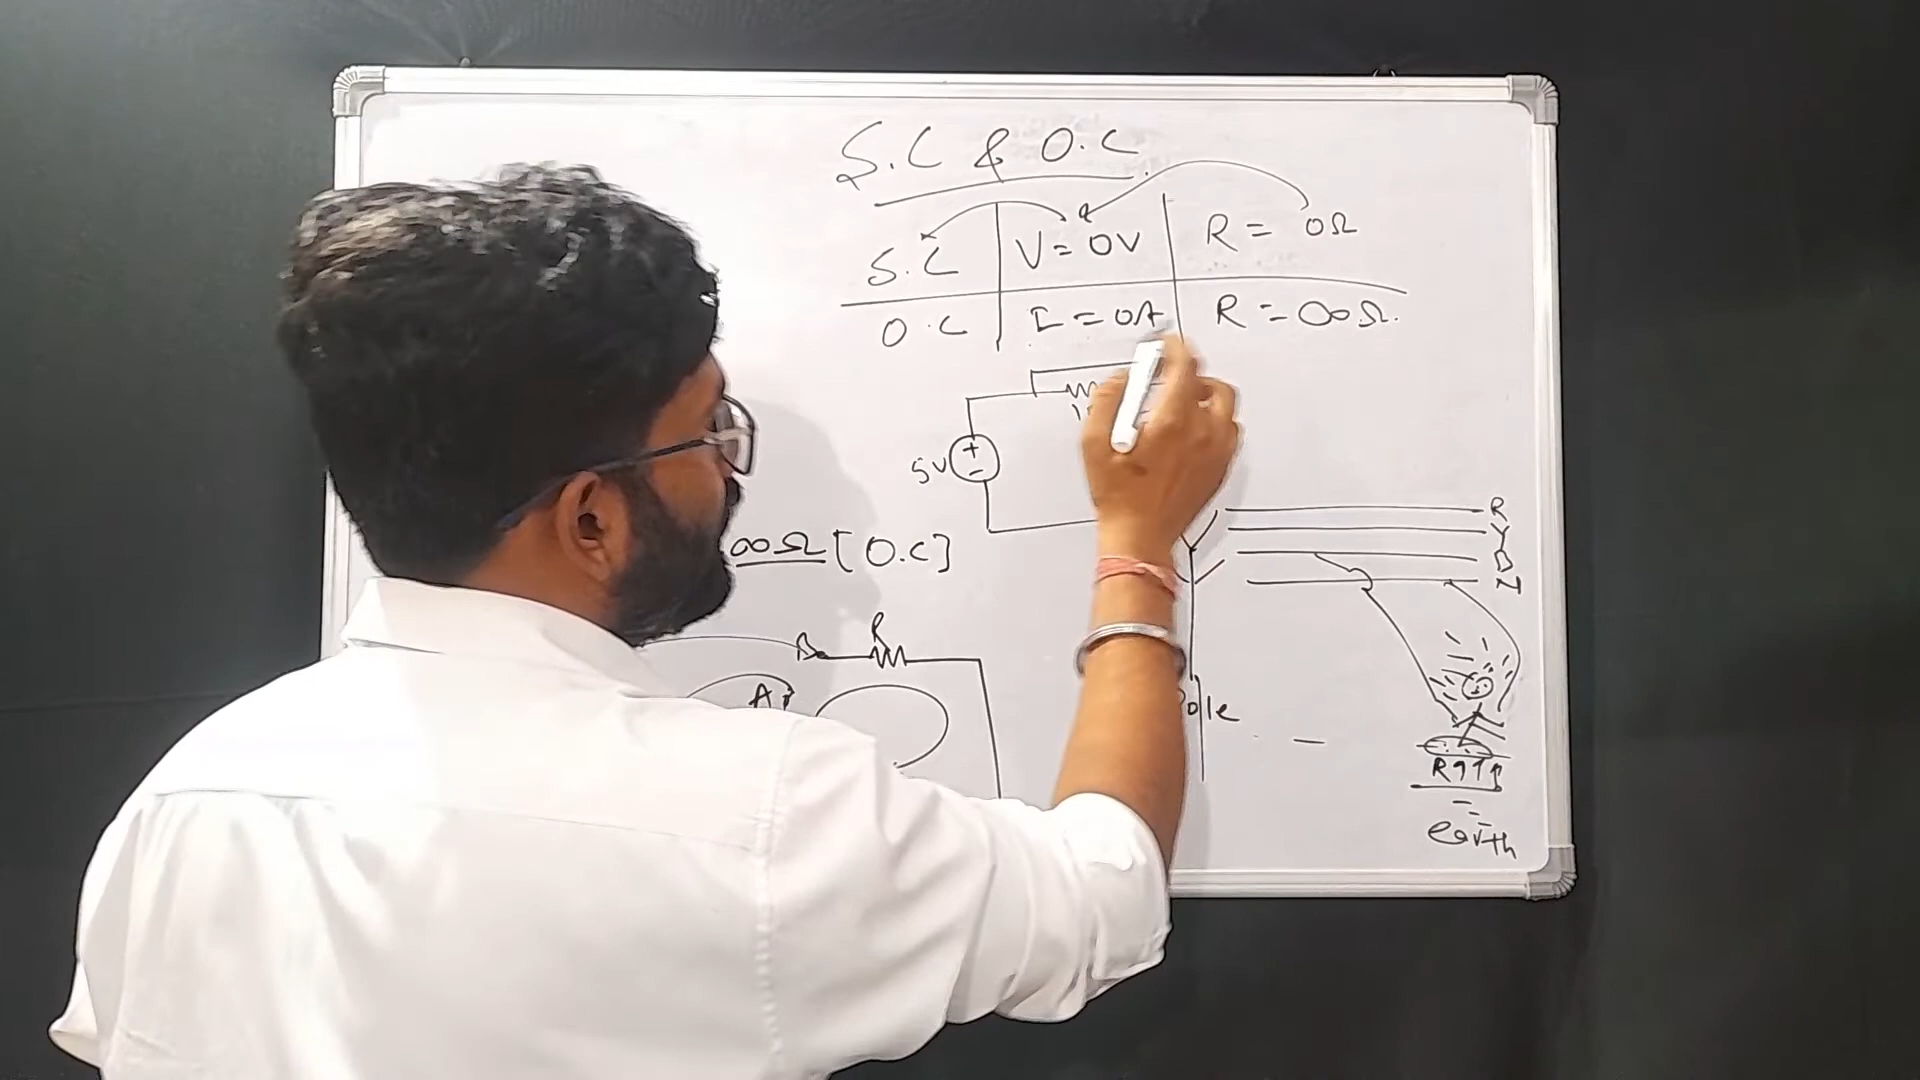 S.C & O.C
S.C V = 0V R = 0Ω
O.C I = 0A R = ∞Ω.
5V + -
R
Y
B
N
∞Ω [O.C]
R
Pole
earth